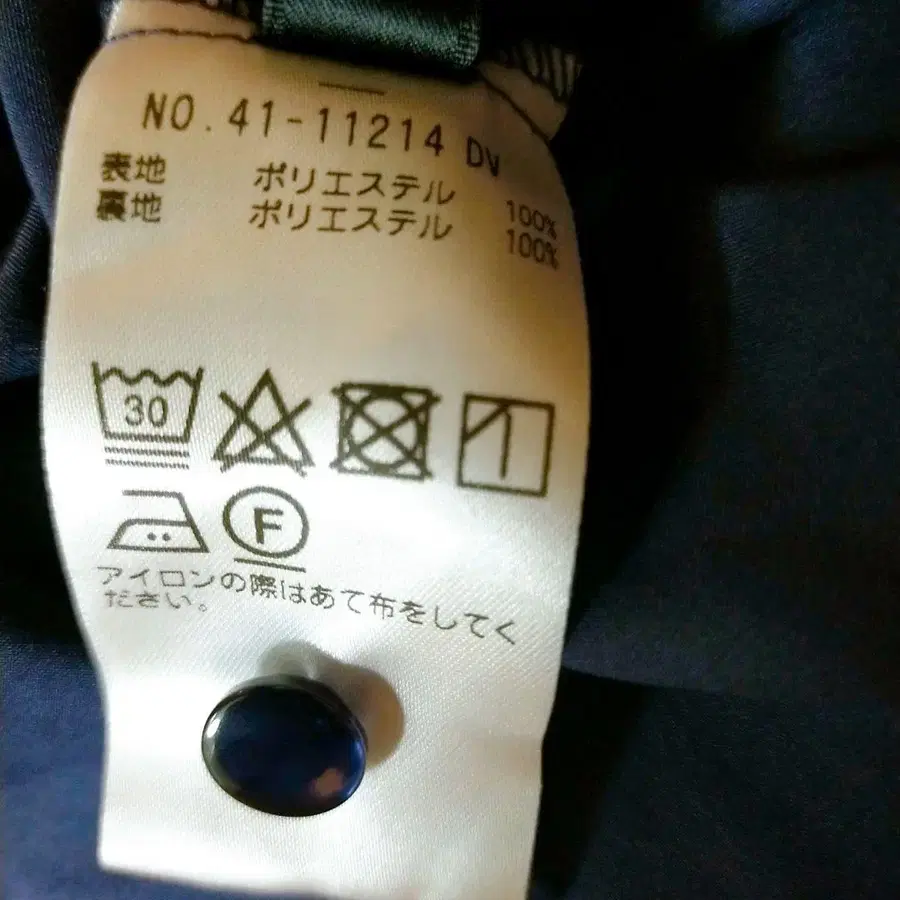 NO. 41-11214 DV
表地 ポリエステル 100%
裏地 ポリエステル 100%
30
F
アイロンの際はあて布をしてく
ださい。